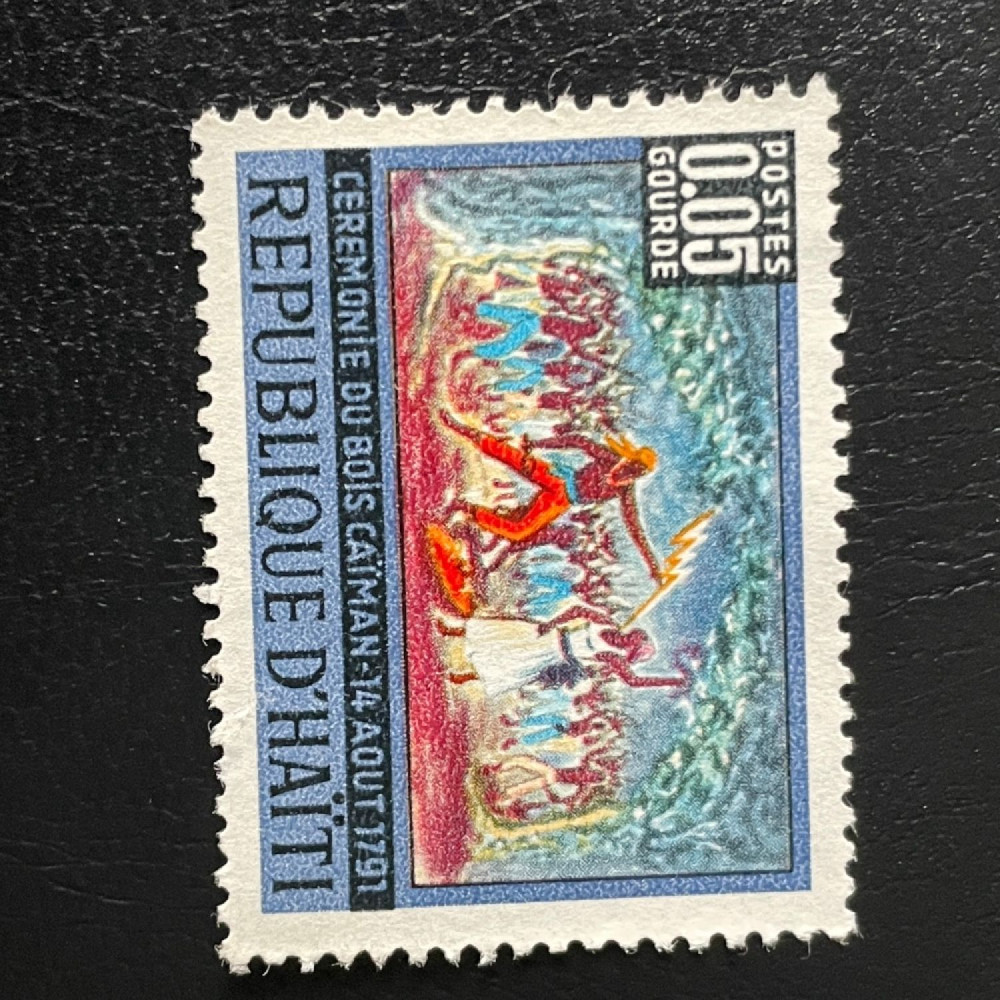 POSTES
0.05
GOURDE
CEREMONIE DU BOIS CAÏMAN-14 AOUT 1791
REPUBLIQUE D'HAÏTI